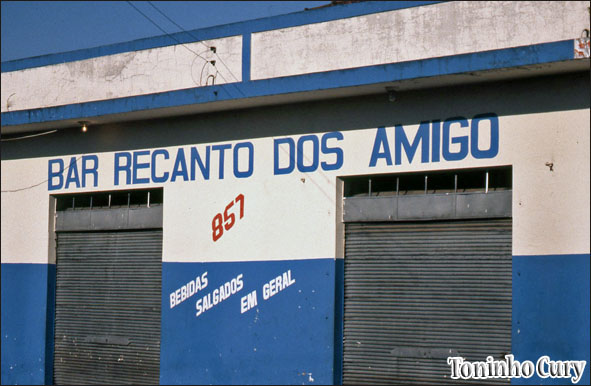 BAR RECANTO DOS AMIGO
857
BEBIDAS
SALGADOS
EM GERAL
Toninho Cury